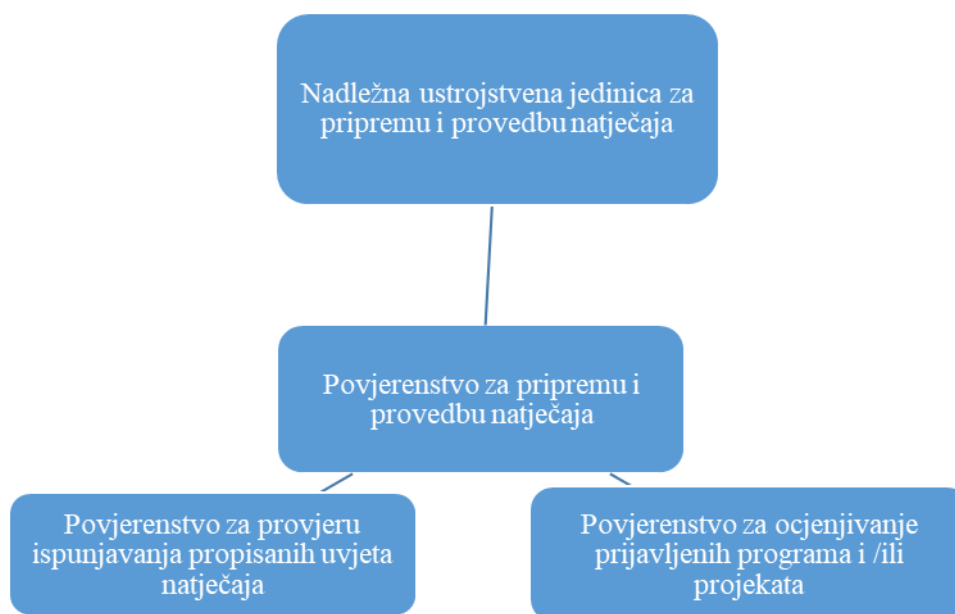 Nadležna ustrojstvena jedinica za
pripremu i provedbu natječaja
Povjerenstvo za pripremu i
provedbu natječaja
Povjerenstvo za provjeru
ispunjavanja propisanih uvjeta
natječaja
Povjerenstvo za ocjenjivanje
prijavljenih programa i /ili
projekata